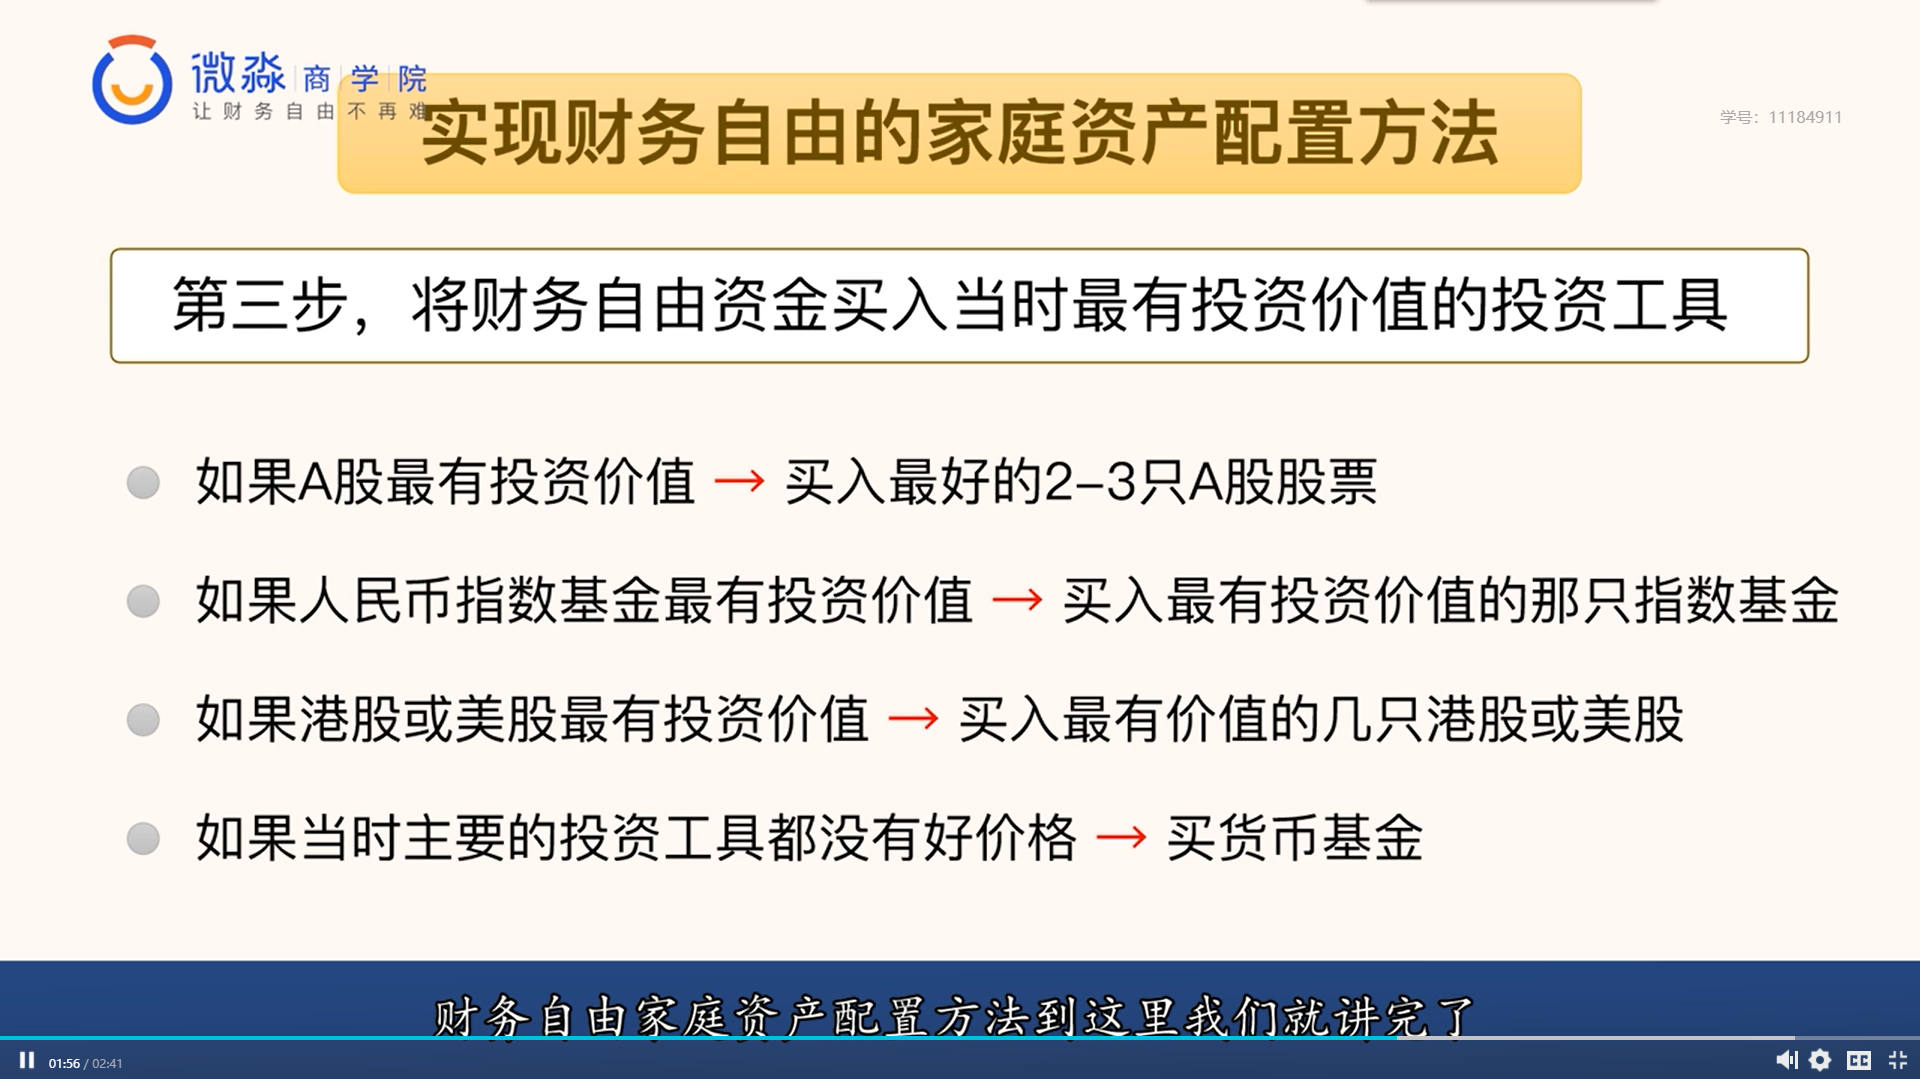 微淼商学院
让财务自由不再难
实现财务自由的家庭资产配置方法
学号：11184911
第三步，将财务自由资金买入当时最有投资价值的投资工具
如果A股最有投资价值 → 买入最好的2-3只A股股票
如果人民币指数基金最有投资价值 → 买入最有投资价值的那只指数基金
如果港股或美股最有投资价值 → 买入最有价值的几只港股或美股
如果当时主要的投资工具都没有好价格 → 买货币基金
财务自由家庭资产配置方法到这里我们就讲完了
01:56 / 02:41
CC